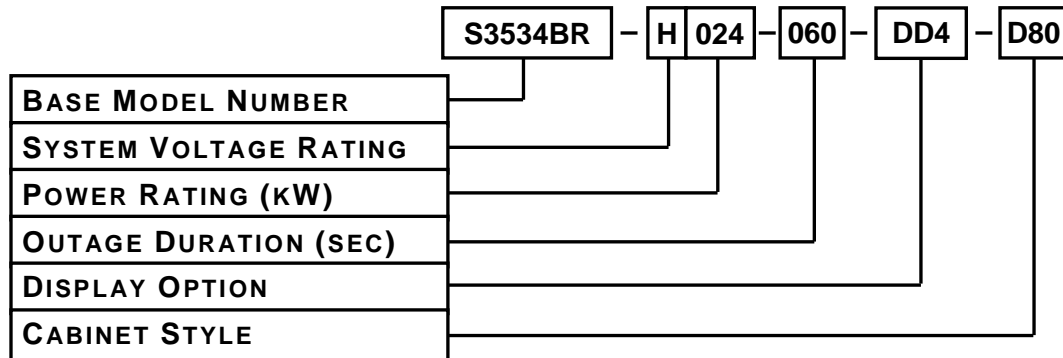 S3534BR – H 024 – 060 – DD4 – D80
BASE MODEL NUMBER
SYSTEM VOLTAGE RATING
POWER RATING (KW)
OUTAGE DURATION (SEC)
DISPLAY OPTION
CABINET STYLE